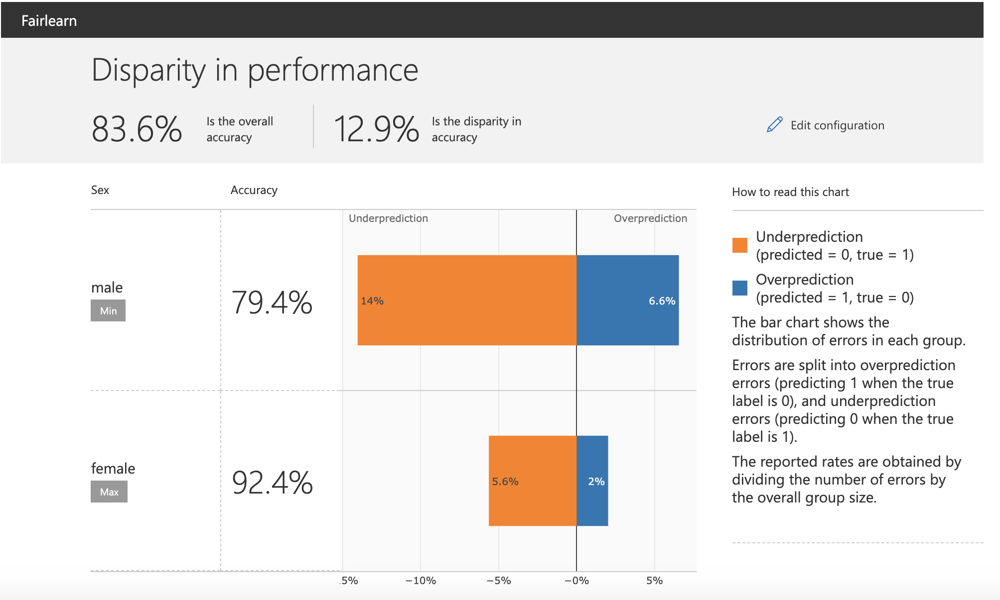 Fairlearn
Disparity in performance
83.6%
Is the overall
accuracy
12.9%
Is the disparity in
accuracy
Edit configuration
Sex
Accuracy
How to read this chart
Underprediction
Overprediction
male
Min
79.4%
14%
6.6%
female
Max
92.4%
5.6%
2%
.5%
−10%
−5%
−0%
5%
Underprediction
(predicted = 0, true = 1)
Overprediction
(predicted = 1, true = 0)
The bar chart shows the
distribution of errors in each group.
Errors are split into overprediction
errors (predicting 1 when the true
label is 0), and underprediction
errors (predicting 0 when the true
label is 1).
The reported rates are obtained by
dividing the number of errors by
the overall group size.